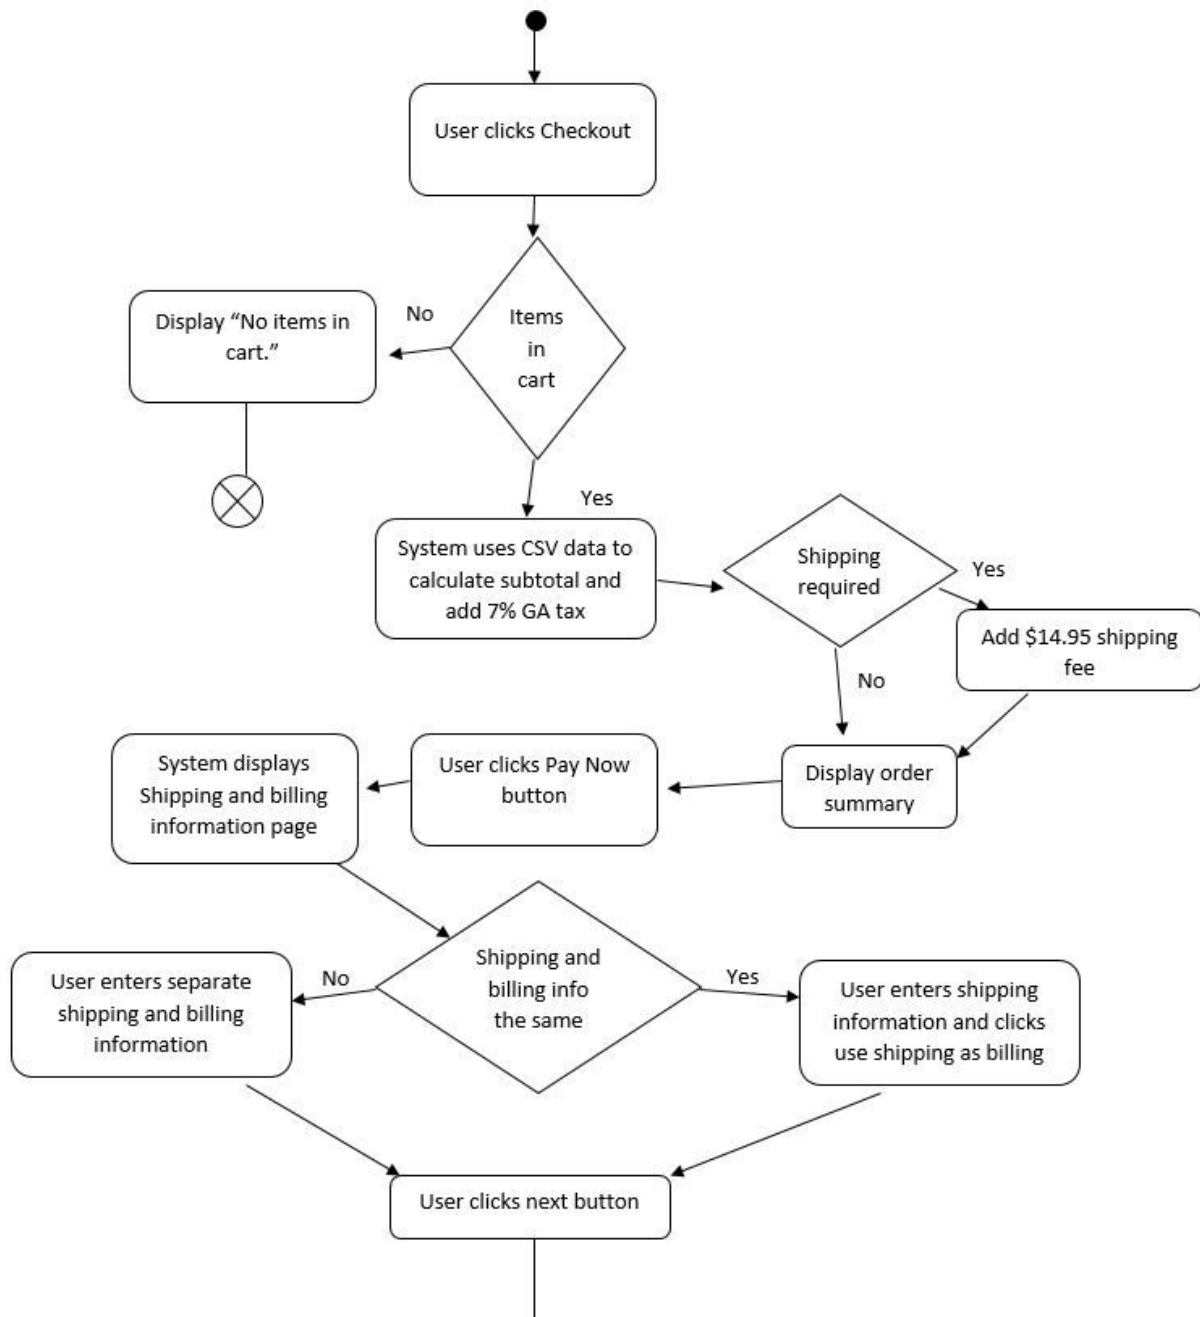 User clicks Checkout
No
Items
in
cart
Display “No items in
cart.”
Yes
System uses CSV data to
calculate subtotal and
add 7% GA tax
Shipping
required
Yes
Add $14.95 shipping
fee
No
Display order
summary
User clicks Pay Now
button
System displays
Shipping and billing
information page
Shipping and
billing info
the same
No
User enters separate
shipping and billing
information
Yes
User enters shipping
information and clicks
use shipping as billing
User clicks next button